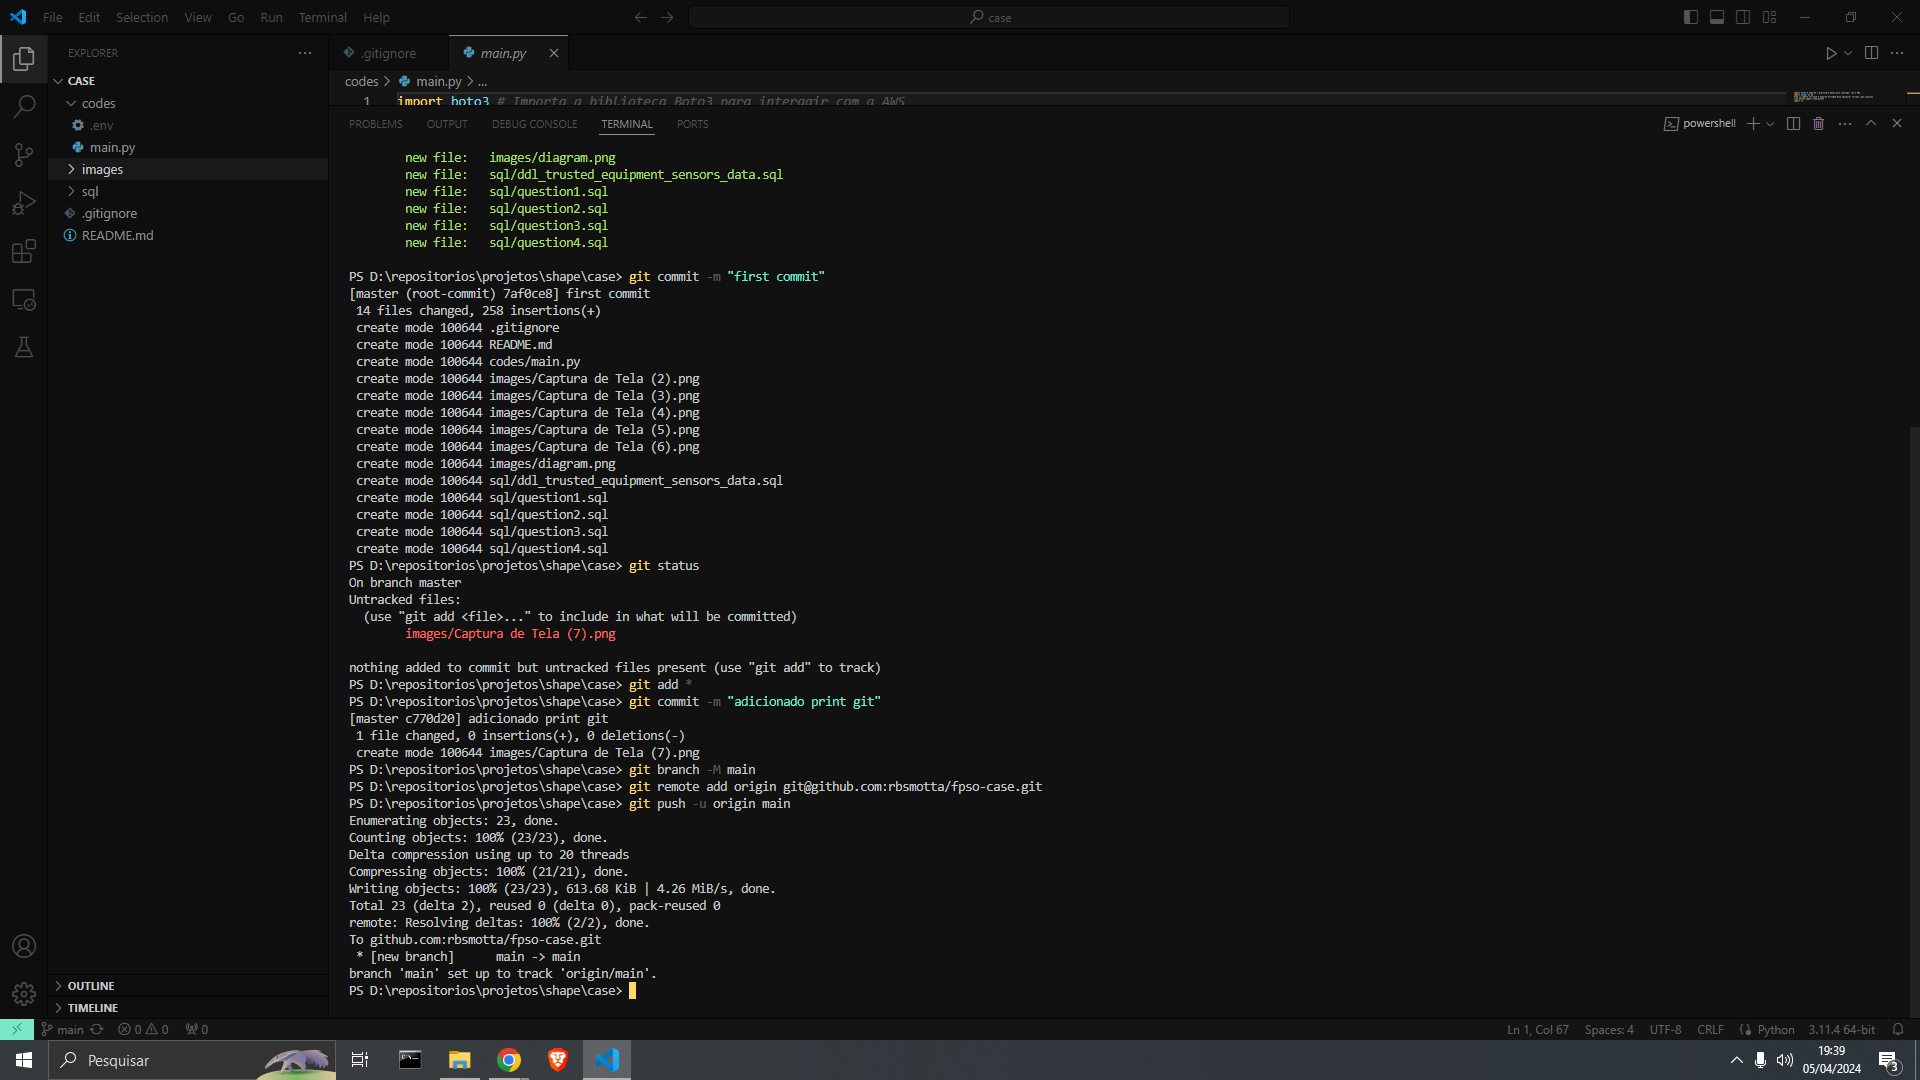 File Edit Selection View Go Run Terminal Help
case
EXPLORER
CASE
codes
.env
main.py
images
sql
.gitignore
README.md
OUTLINE
TIMELINE
.gitignore
main.py
codes > main.py > ...
1 import boto3 # Importa a biblioteca Boto3 para interagir com a AWS
PROBLEMS OUTPUT DEBUG CONSOLE TERMINAL PORTS
powershell
new file: images/diagram.png
new file: sql/ddl_trusted_equipment_sensors_data.sql
new file: sql/question1.sql
new file: sql/question2.sql
new file: sql/question3.sql
new file: sql/question4.sql
PS D:\repositorios\projetos\shape\case> git commit -m "first commit"
[master (root-commit) 7af0ce8] first commit
14 files changed, 258 insertions(+)
create mode 100644 .gitignore
create mode 100644 README.md
create mode 100644 codes/main.py
create mode 100644 images/Captura de Tela (2).png
create mode 100644 images/Captura de Tela (3).png
create mode 100644 images/Captura de Tela (4).png
create mode 100644 images/Captura de Tela (5).png
create mode 100644 images/Captura de Tela (6).png
create mode 100644 images/diagram.png
create mode 100644 sql/ddl_trusted_equipment_sensors_data.sql
create mode 100644 sql/question1.sql
create mode 100644 sql/question2.sql
create mode 100644 sql/question3.sql
create mode 100644 sql/question4.sql
PS D:\repositorios\projetos\shape\case> git status
On branch master
Untracked files:
(use "git add <file>..." to include in what will be committed)
images/Captura de Tela (7).png
nothing added to commit but untracked files present (use "git add" to track)
PS D:\repositorios\projetos\shape\case> git add *
PS D:\repositorios\projetos\shape\case> git commit -m "adicionado print git"
[master c770d20] adicionado print git
1 file changed, 0 insertions(+), 0 deletions(-)
create mode 100644 images/Captura de Tela (7).png
PS D:\repositorios\projetos\shape\case> git branch -M main
PS D:\repositorios\projetos\shape\case> git remote add origin git@github.com:rbsmotta/fpso-case.git
PS D:\repositorios\projetos\shape\case> git push -u origin main
Enumerating objects: 23, done.
Counting objects: 100% (23/23), done.
Delta compression using up to 20 threads
Compressing objects: 100% (21/21), done.
Writing objects: 100% (23/23), 613.68 KiB | 4.26 MiB/s, done.
Total 23 (delta 2), reused 0 (delta 0), pack-reused 0
remote: Resolving deltas: 100% (2/2), done.
To github.com:rbsmotta/fpso-case.git
* [new branch] main -> main
branch 'main' set up to track 'origin/main'.
PS D:\repositorios\projetos\shape\case>
main 0 0 0 Ln 1, Col 67 Spaces: 4 UTF-8 CRLF Python 3.11.4 64-bit
Pesquisar
19:39
05/04/2024
3